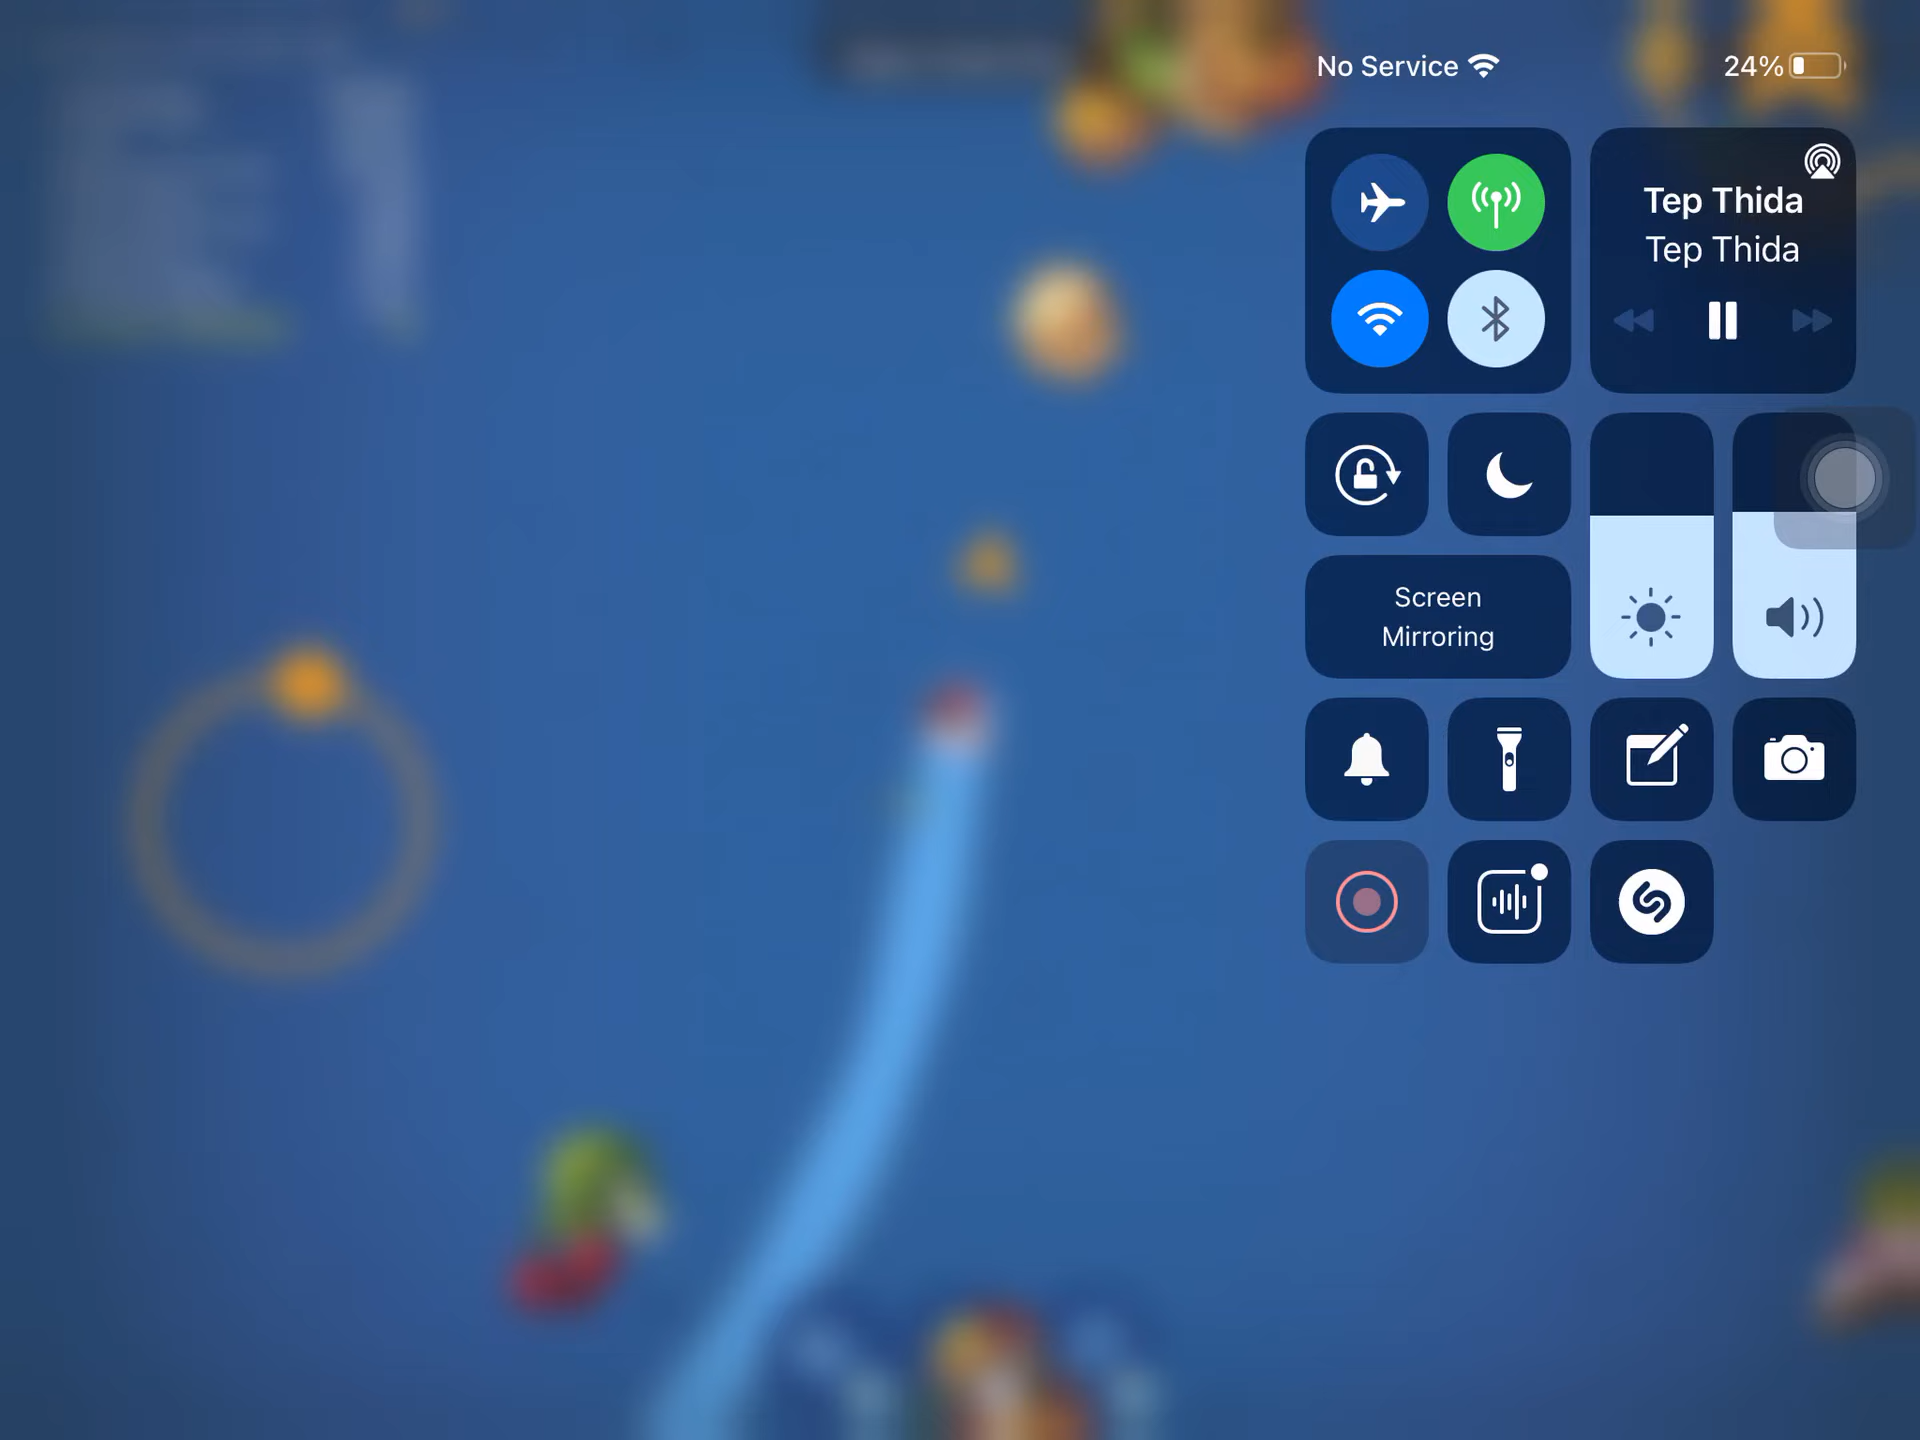 No Service
24%
Tep Thida
Tep Thida
Screen
Mirroring